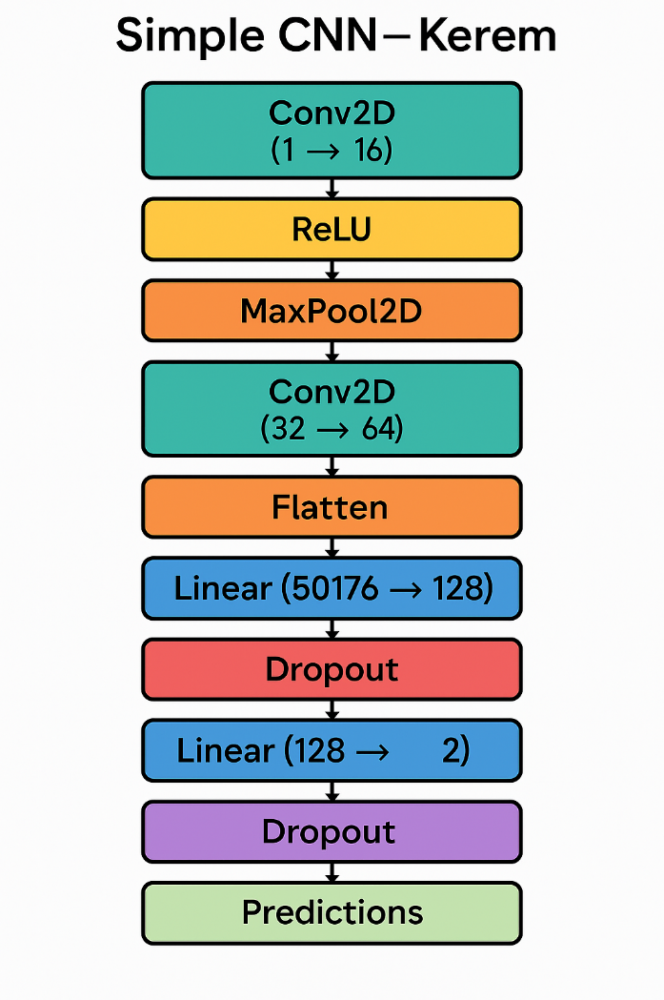 Simple CNN – Kerem
Conv2D
(1 → 16)
ReLU
MaxPool2D
Conv2D
(32 → 64)
Flatten
Linear (50176 → 128)
Dropout
Linear (128 → 2)
Dropout
Predictions